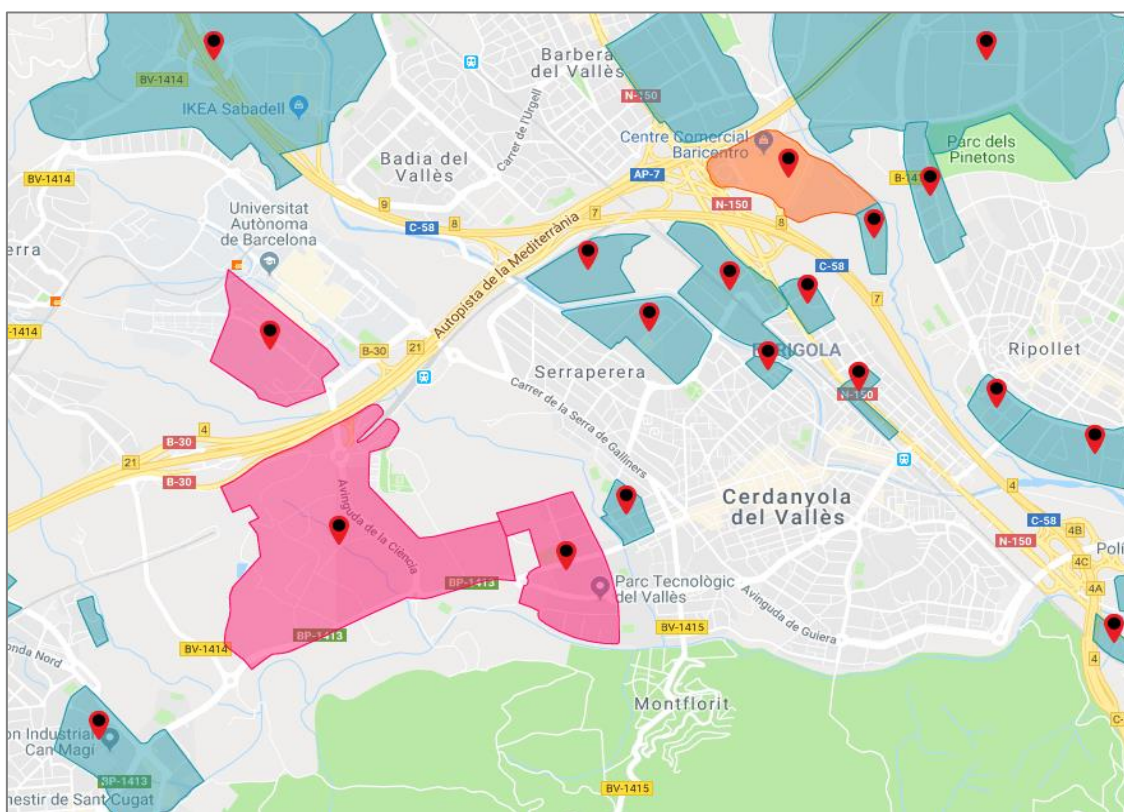 Barberà
del Vallès
BV-1414
IKEA Sabadell
N-150
Carrer de l'Urgell
Centre Comercial
Baricentro
Parc dels
Pinetons
Badia del
Vallès
AP-7
BV-1414
B-141
N-150
9
8
7
8
Universitat
Autònoma
de Barcelona
C-58
C-58
erra
Autopista de la Mediterrània
7
-1414
B-30
21
Serraperera
RIGOLA
Ripollet
N-150
Carrer de la Serra de Galliners
4
B-30
21
B-30
Avinguda de la Ciència
Cerdanyola
del Vallès
4
C-58
4B
N-150
Polí
4C
4A
BP-1413
Parc Tecnològic
del Vallès
Avinguda de Guiera
BV-1415
BP-1413
BV-1414
onda Nord
4
Montflorit
on Industrial
Can Magí
C-
BP-1413
BV-1415
nestir de Sant Cugat